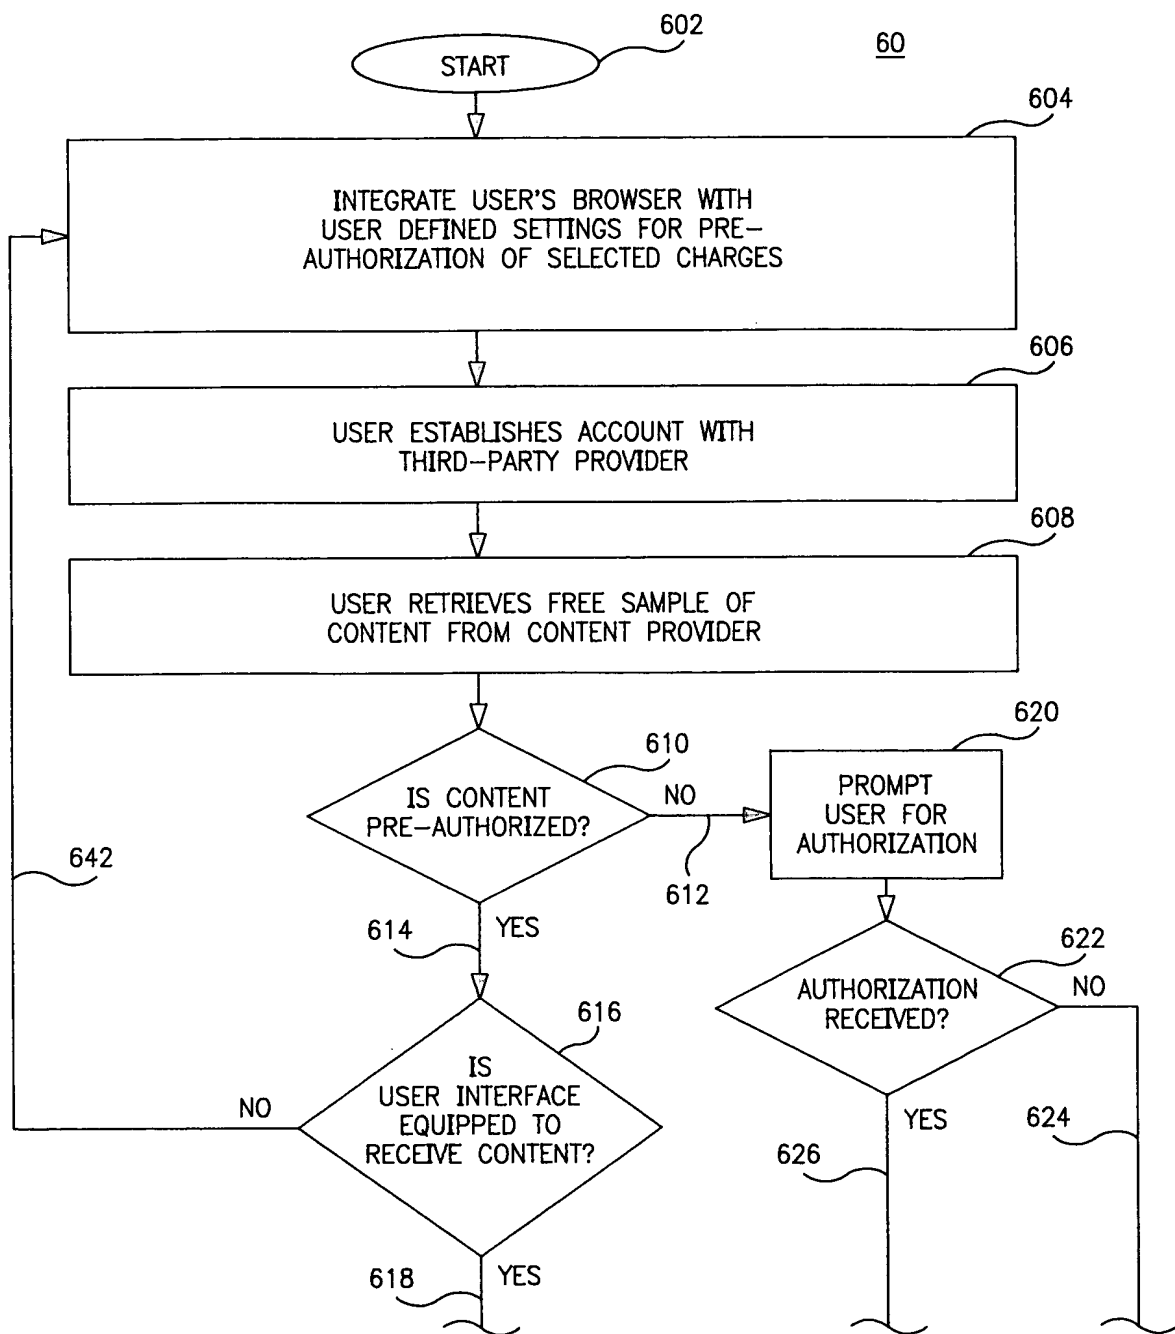 602
60
START
604
INTEGRATE USER'S BROWSER WITH
USER DEFINED SETTINGS FOR PRE-
AUTHORIZATION OF SELECTED CHARGES
606
USER ESTABLISHES ACCOUNT WITH
THIRD-PARTY PROVIDER
608
USER RETRIEVES FREE SAMPLE OF
CONTENT FROM CONTENT PROVIDER
610
IS CONTENT
PRE-AUTHORIZED?
NO
612
620
PROMPT
USER FOR
AUTHORIZATION
642
614
YES
622
AUTHORIZATION
RECEIVED?
NO
616
IS
USER INTERFACE
EQUIPPED TO
RECEIVE CONTENT?
NO
YES
624
626
618
YES